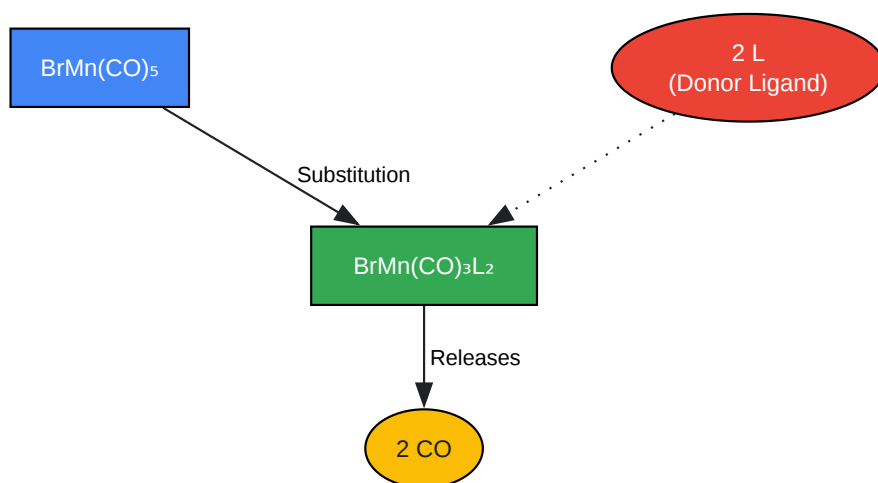 BrMn(CO)₅
2 L
(Donor Ligand)
Substitution
BrMn(CO)₃L₂
Releases
2 CO